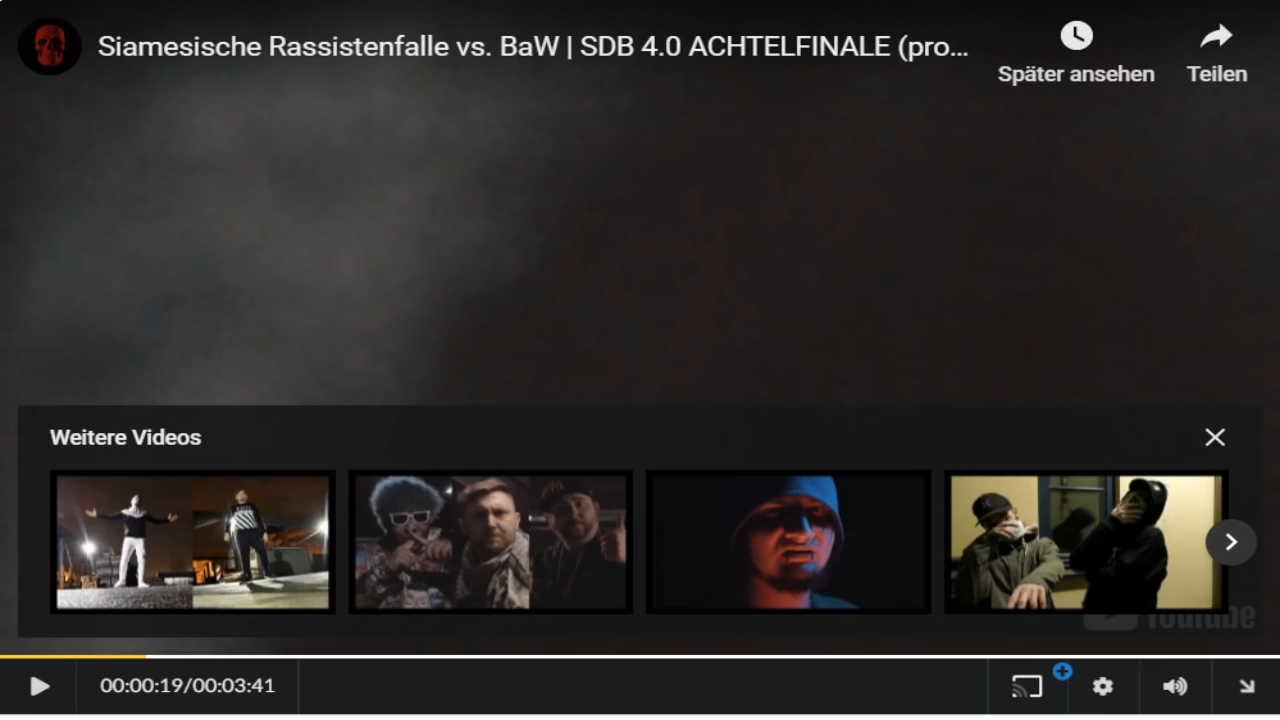 Siamesische Rassistenfalle vs. BaW | SDB 4.0 ACHTELFINALE (pro...
Später ansehen
Teilen
Weitere Videos
YouTube
00:00:19/00:03:41